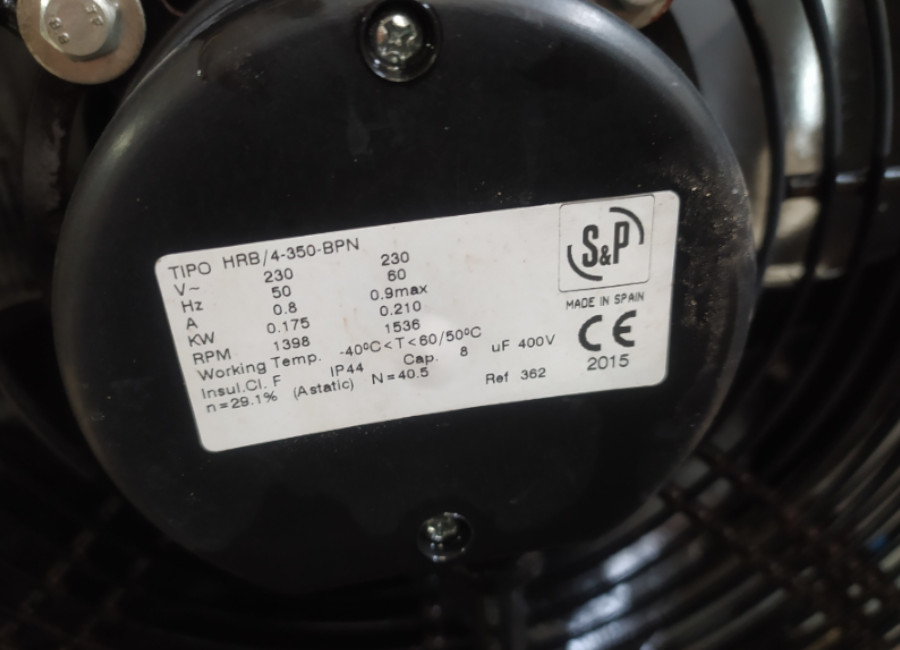 TIPO HRB/4-350-BPN
V~ 230 230
Hz 50 60
A 0.8 0.9max
KW 0.175 0.210
RPM 1398 1536
Working Temp. -40ºC<T<60/50ºC
Insul.Cl. F IP44 Cap. 8 uF 400V
n=29.1% (Astatic) N=40.5 Ref 362
S&P
MADE IN SPAIN
CE
2015